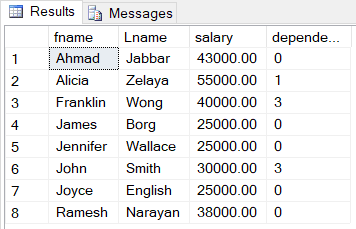 Results Messages
fname Lname salary depende...
1 Ahmad Jabbar 43000.00 0
2 Alicia Zelaya 55000.00 1
3 Franklin Wong 40000.00 3
4 James Borg 25000.00 0
5 Jennifer Wallace 25000.00 0
6 John Smith 30000.00 3
7 Joyce English 25000.00 0
8 Ramesh Narayan 38000.00 0